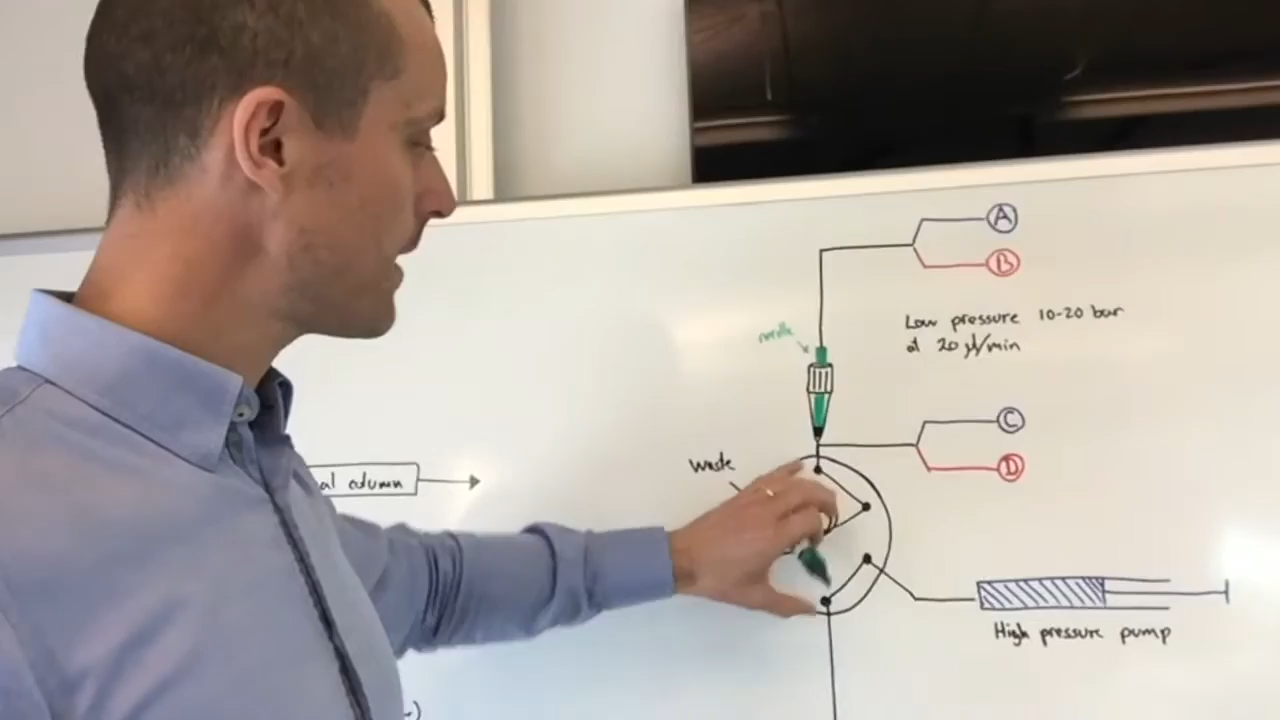 A
B
Low pressure 10-20 bar
at 20 µl/min
needle
C
D
Waste
al column
High pressure pump